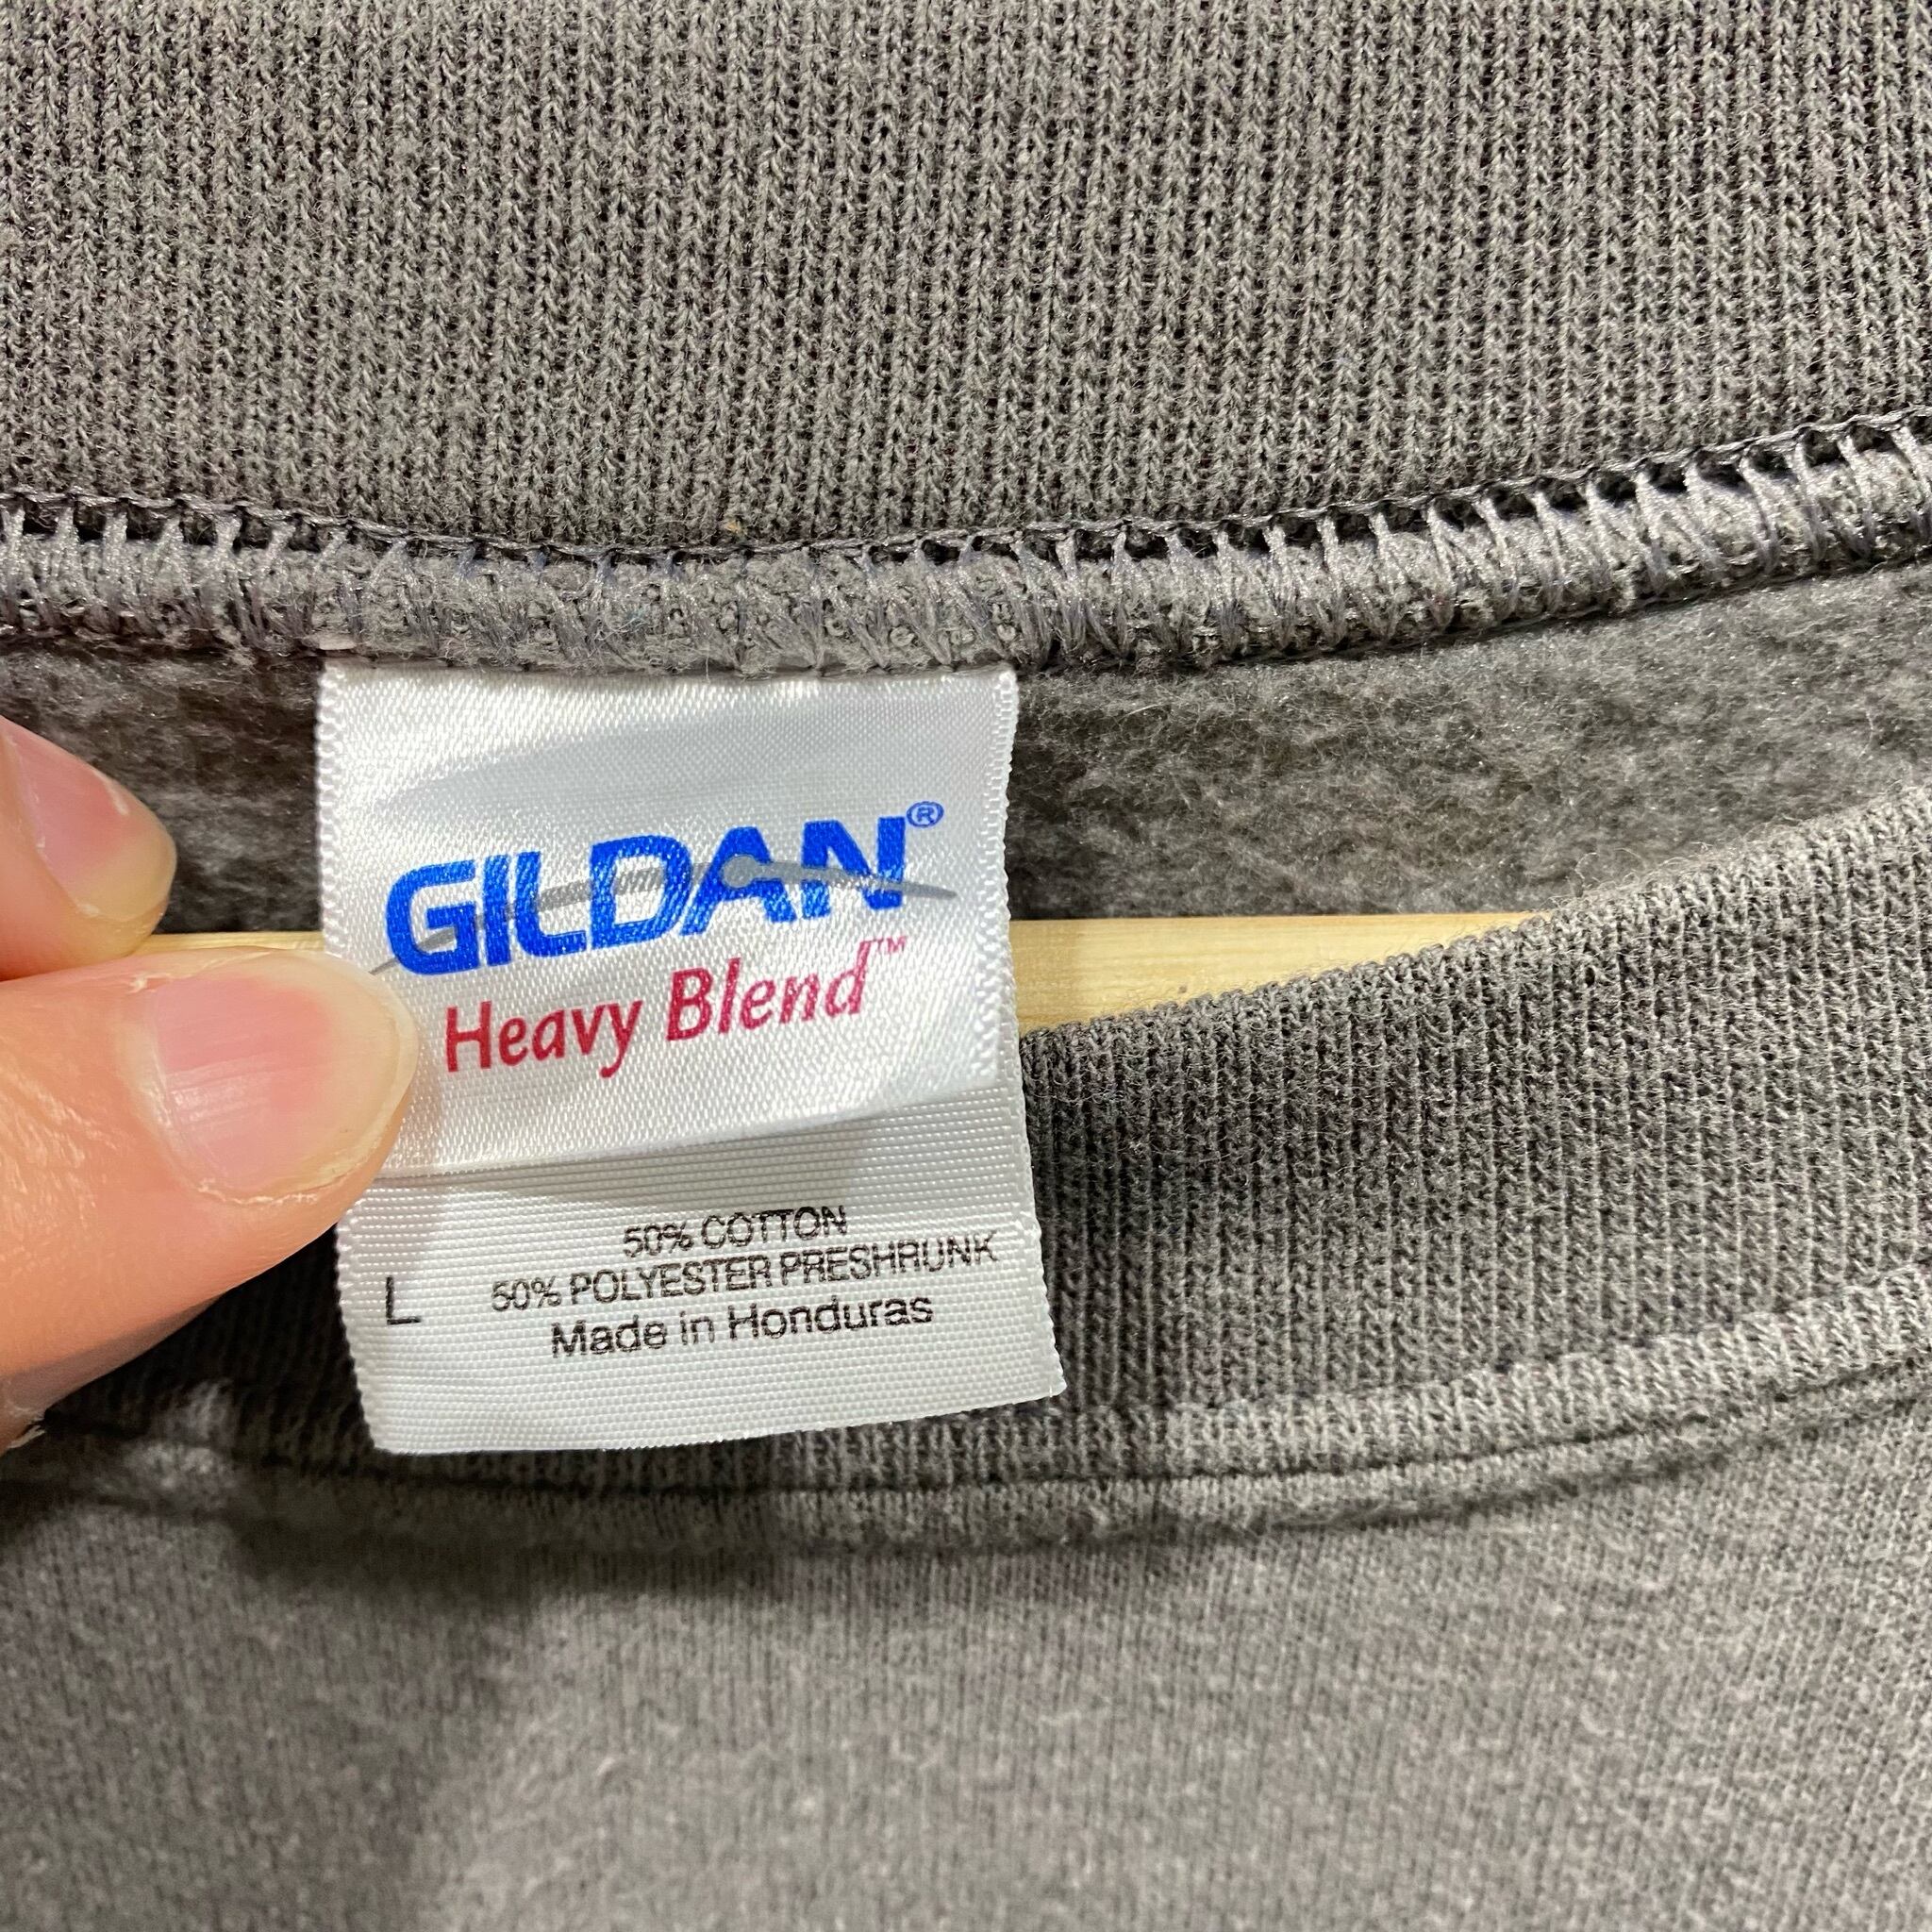 GILDAN®
Heavy Blend™
50% COTTON
50% POLYESTER PRESHRUNK
L
Made in Honduras